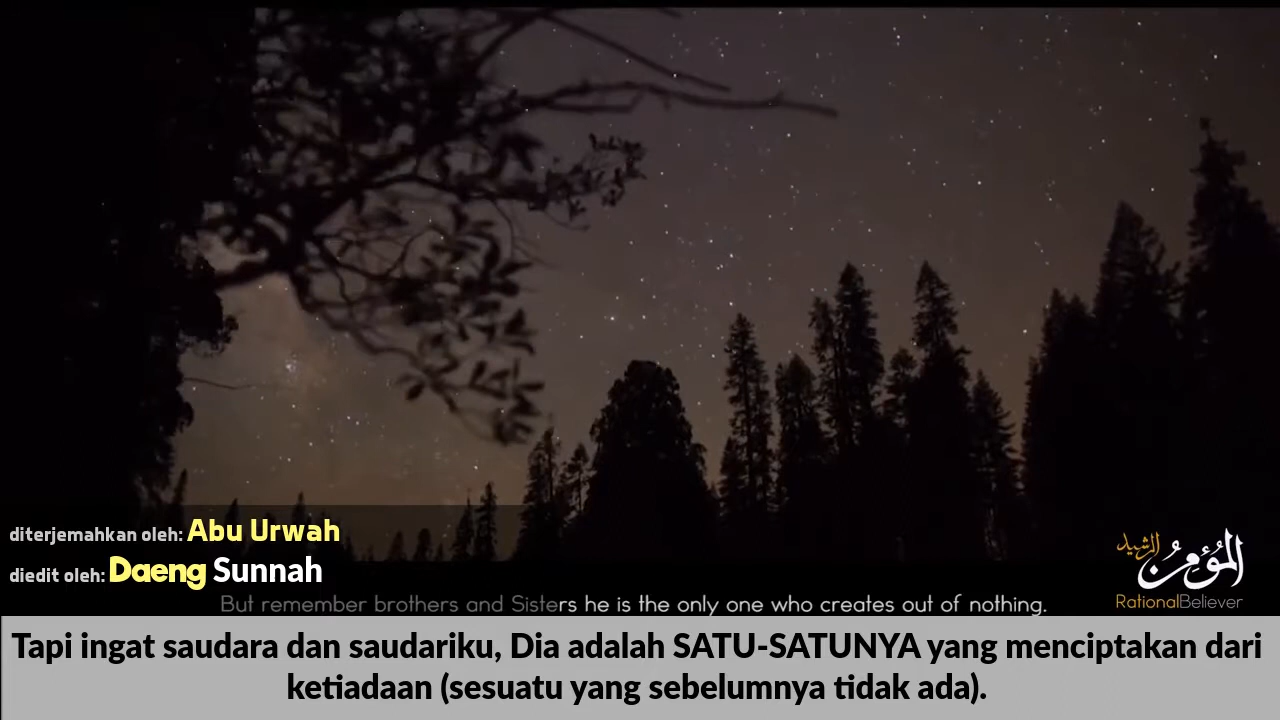 diterjemahkan oleh: Abu Urwah
diedit oleh: Daeng Sunnah
المؤمن الرشيد
RationalBeliever
But remember brothers and Sisters he is the only one who creates out of nothing.
Tapi ingat saudara dan saudariku, Dia adalah SATU-SATUNYA yang menciptakan dari
ketiadaan (sesuatu yang sebelumnya tidak ada).